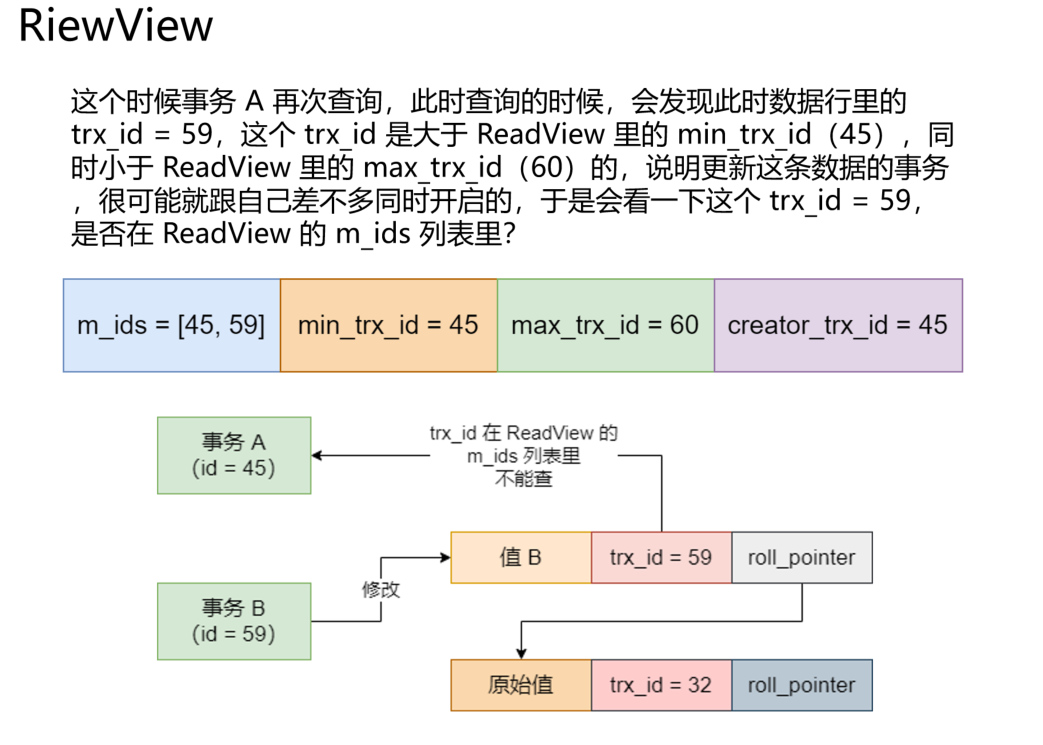 RiewView
这个时候事务 A 再次查询，此时查询的时候，会发现此时数据行里的
trx_id = 59，这个 trx_id 是大于 ReadView 里的 min_trx_id（45），同
时小于 ReadView 里的 max_trx_id（60）的，说明更新这条数据的事务
，很可能就跟自己差不多同时开启的，于是会看一下这个 trx_id = 59，
是否在 ReadView 的 m_ids 列表里？
m_ids = [45, 59] min_trx_id = 45 max_trx_id = 60 creator_trx_id = 45
事务 A
（id = 45）
trx_id 在 ReadView 的
m_ids 列表里
不能查
值 B trx_id = 59 roll_pointer
修改
事务 B
（id = 59）
原始值 trx_id = 32 roll_pointer